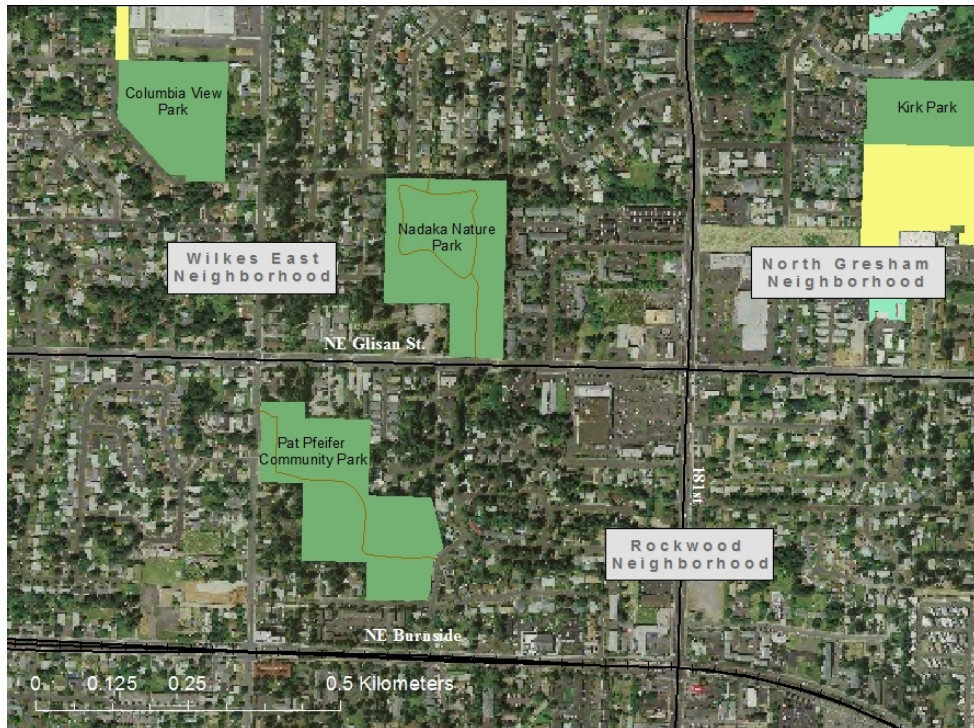 Columbia View
Park
Kirk Park
Nadaka Nature
Park
Wilkes East
Neighborhood
North Gresham
Neighborhood
NE Glisan St.
Pat Pfeifer
Community Park
181st
Rockwood
Neighborhood
NE Burnside
0 0.125 0.25 0.5 Kilometers